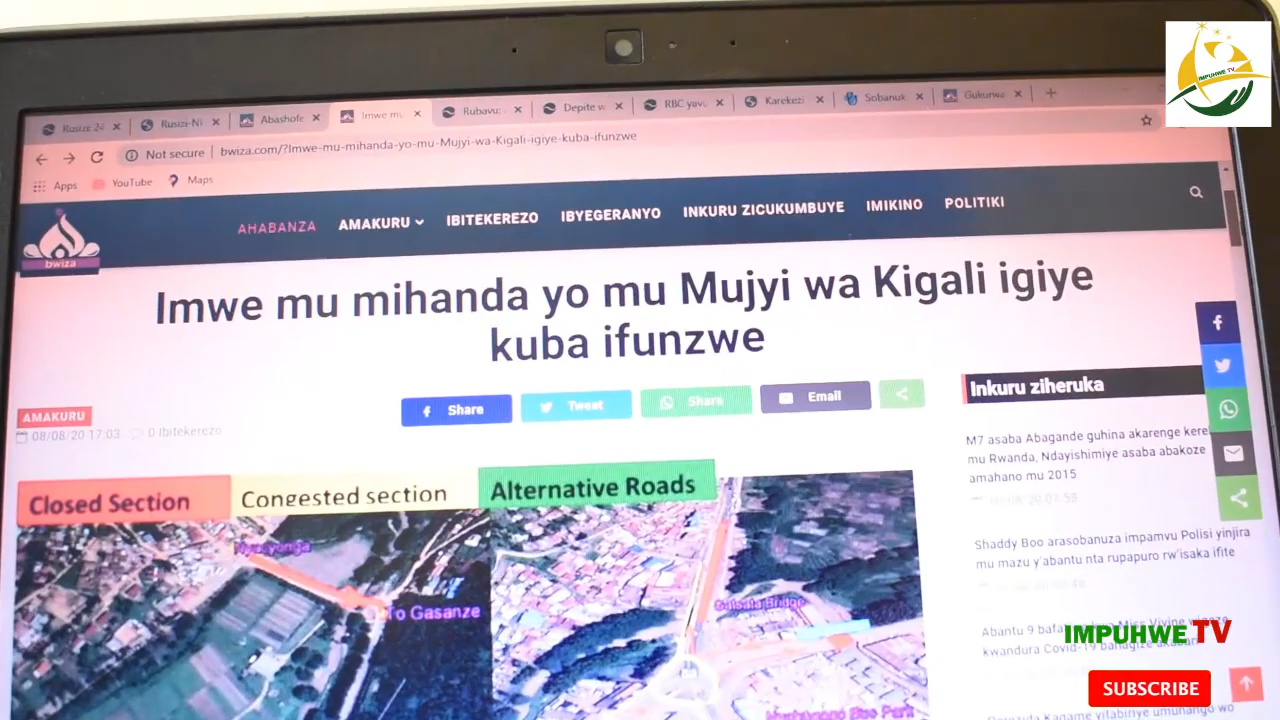 IMPUHWE TV
Rusizi-Ni
Abashofe
Imwe mu
Rubavu:
Depite w
RBC yavu
Karekezi
Sobanuk
Gukurwa
Not secure | bwiza.com/?Imwe-mu-mihanda-yo-mu-Mujyi-wa-Kigali-igiye-kuba-ifunzwe
Apps YouTube Maps
bwiza
AHABANZA AMAKURU IBITEKEREZO IBYEGERANYO INKURU ZICUKUMBUYE IMIKINO POLITIKI
Imwe mu mihanda yo mu Mujyi wa Kigali igiye
kuba ifunzwe
AMAKURU
08/08/20 17:03 0 Ibitekerezo
Share Tweet Share Email
Closed Section Congested section Alternative Roads
To Gasanze
Inkuru ziheruka
M7 asaba Abagande guhina akarenge kere
mu Rwanda, Ndayishimiye asaba abakoze
amahano mu 2015
Shaddy Boo arasobanuza impamvu Polisi yinjira
mu mazu y'abantu nta rupapuro rw'isaka ifite
Abantu 9
kwandura Covid-19
IMPUHWE TV
SUBSCRIBE